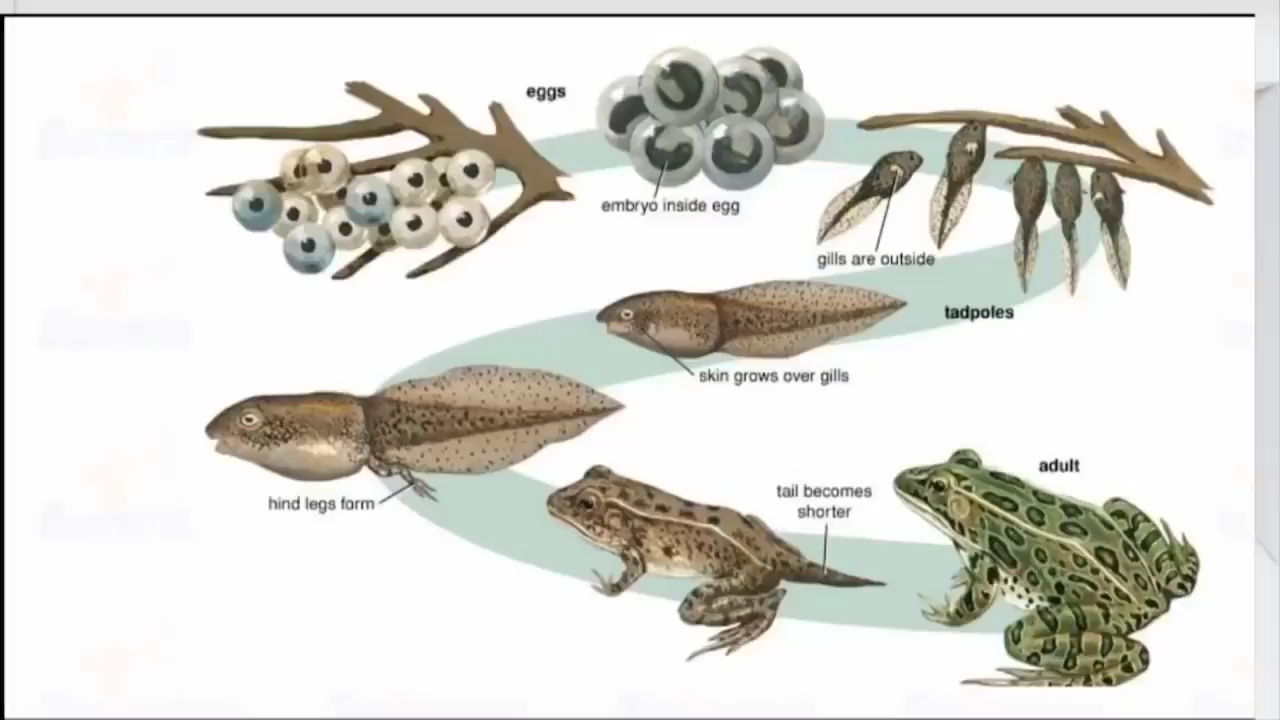 eggs
embryo inside egg
gills are outside
tadpoles
skin grows over gills
hind legs form
tail becomes
shorter
adult